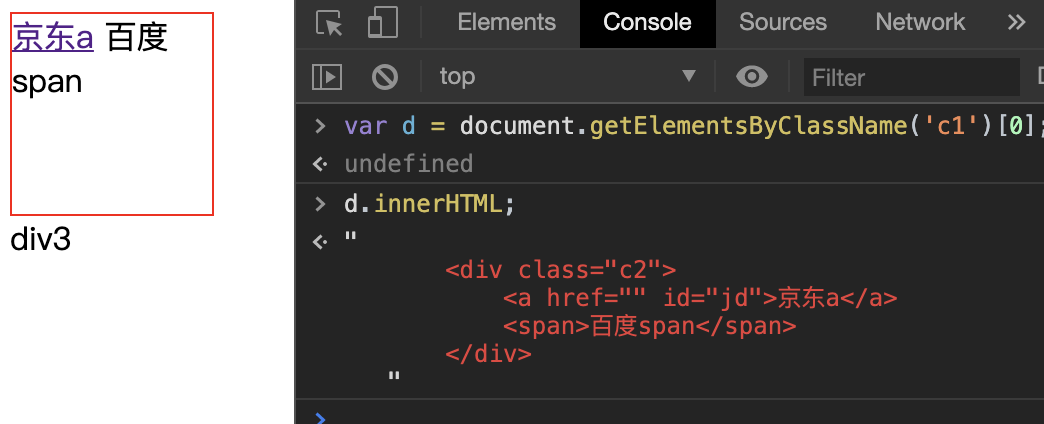 京东a 百度
span
div3
Elements Console Sources Network »
top ▼ Filter
> var d = document.getElementsByClassName('c1')[0];
undefined
> d.innerHTML;
"
<div class="c2">
<a href="" id="jd">京东a</a>
<span>百度span</span>
</div>
"
>